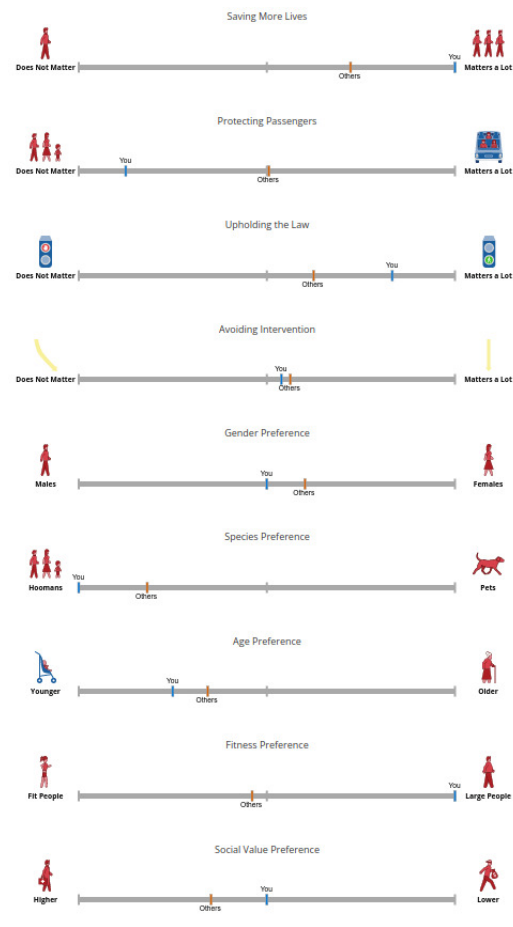 Saving More Lives
You
Does Not Matter
Matters a Lot
Others
Protecting Passengers
You
Does Not Matter
Matters a Lot
Others
Upholding the Law
You
Does Not Matter
Matters a Lot
Others
Avoiding Intervention
You
Does Not Matter
Matters a Lot
Others
Gender Preference
You
Males
Females
Others
Species Preference
You
Hoomans
Pets
Others
Age Preference
You
Younger
Older
Others
Fitness Preference
You
Fit People
Large People
Others
Social Value Preference
You
Higher
Lower
Others